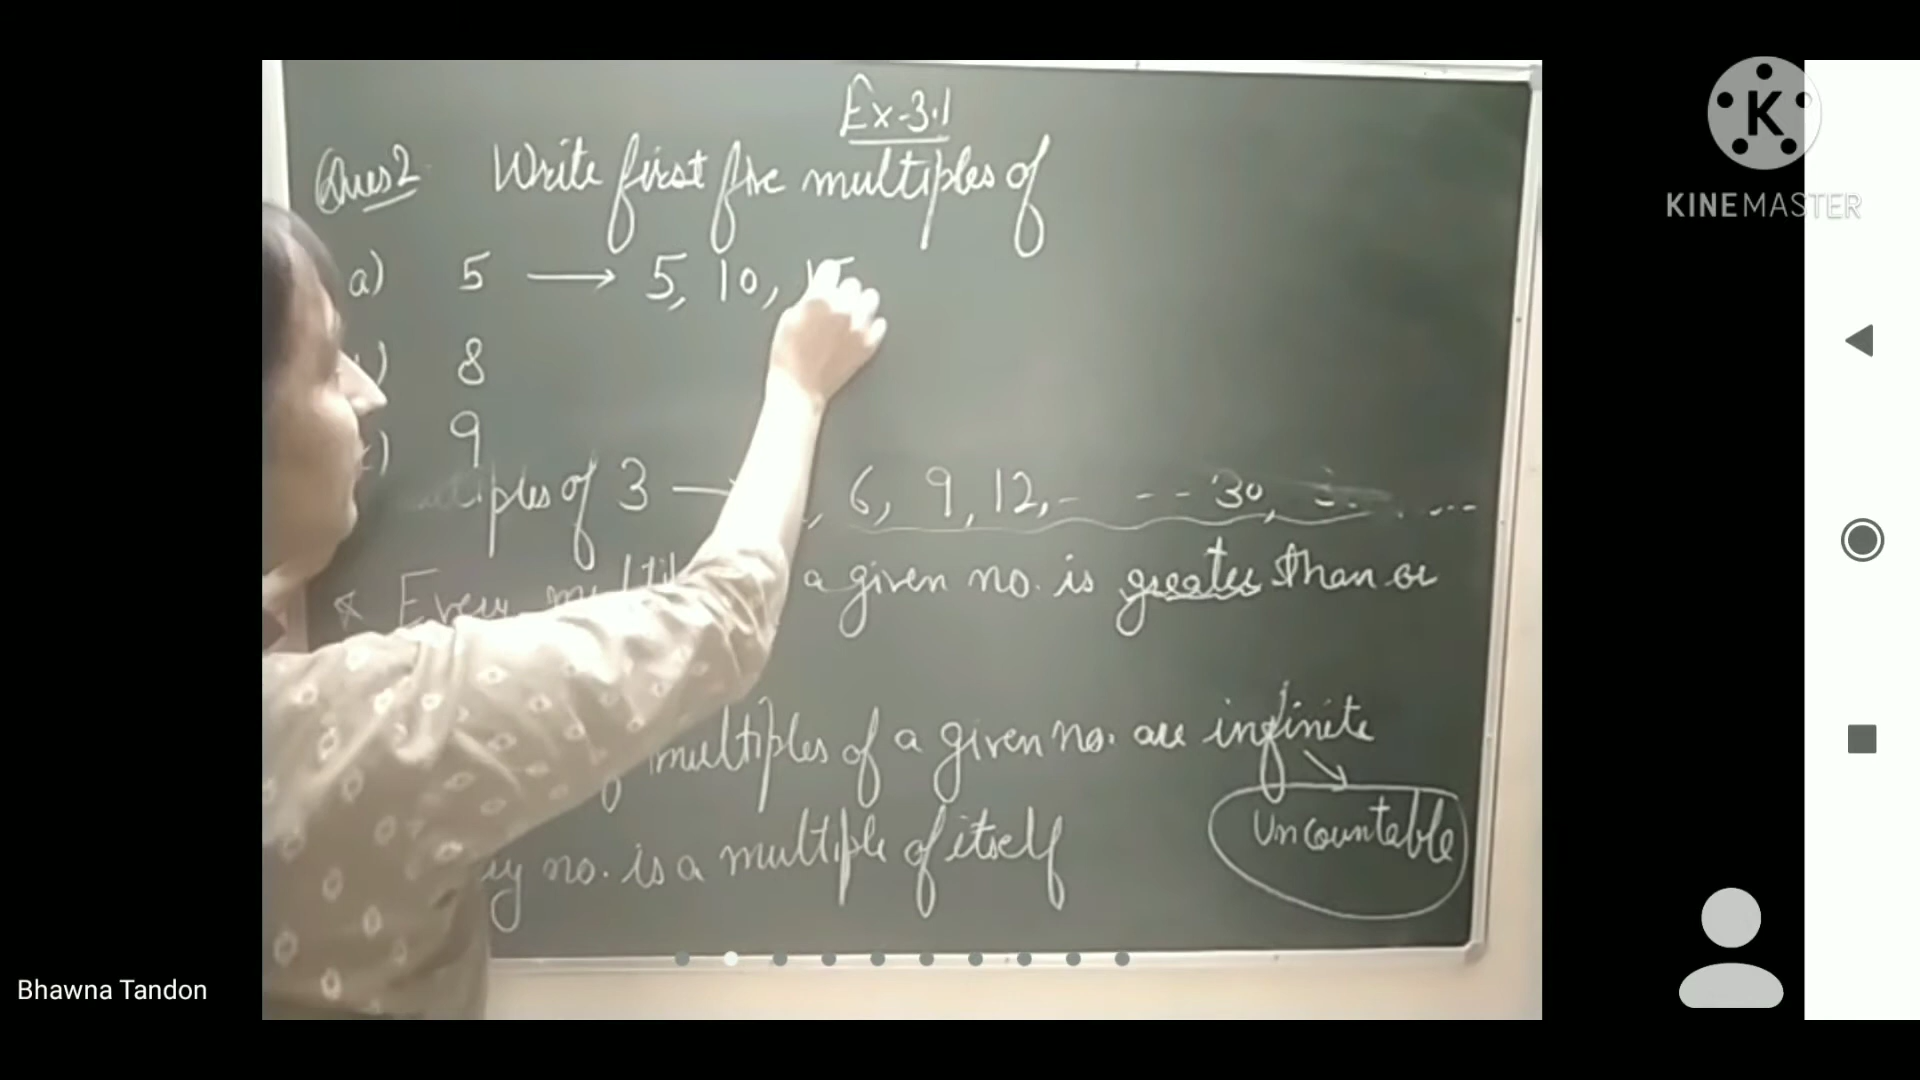 Ex-3.1
Ques2 Write first five multiples of
a) 5 → 5, 10, 15
8
9
ples of 3 → , 6, 9, 12, - - - - 30, ...
* Every a given no. is greater than or
multiples of a given no. are infinite
Uncountable
no. is a multiple of itself
K
KINEMASTER
Bhawna Tandon